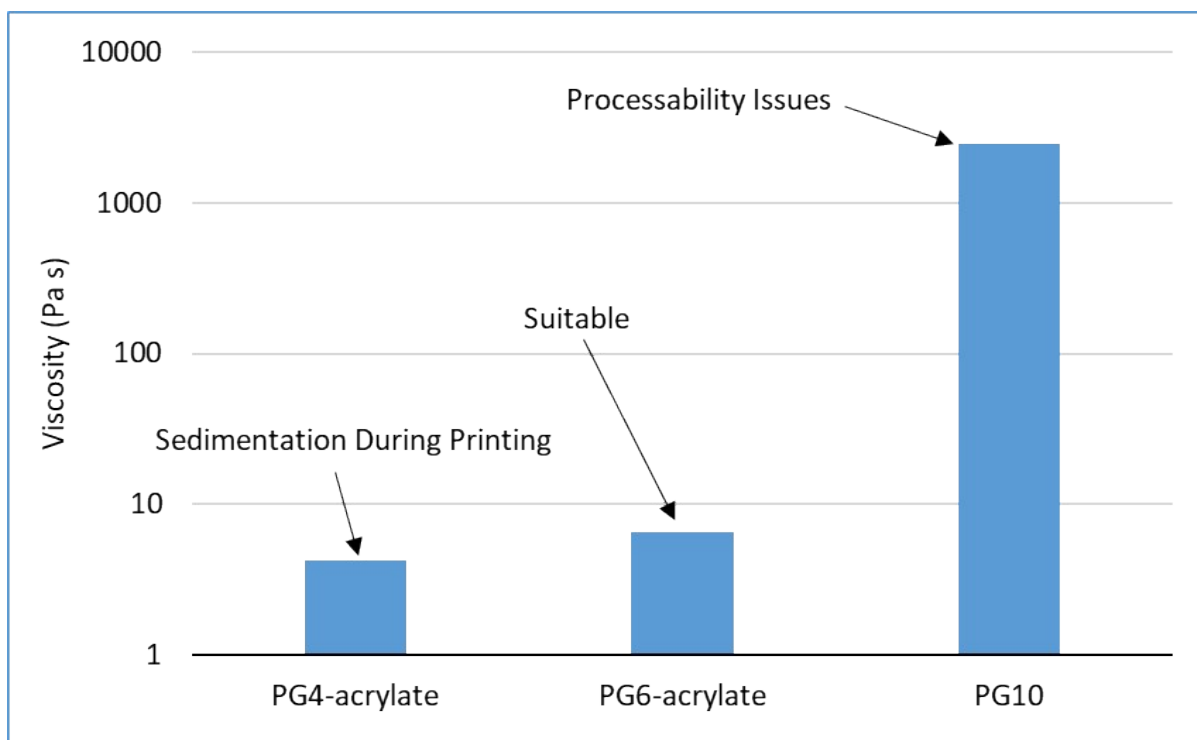 10000
Processability Issues
1000
Viscosity (Pa s)
Suitable
100
Sedimentation During Printing
10
1
PG4-acrylate
PG6-acrylate
PG10